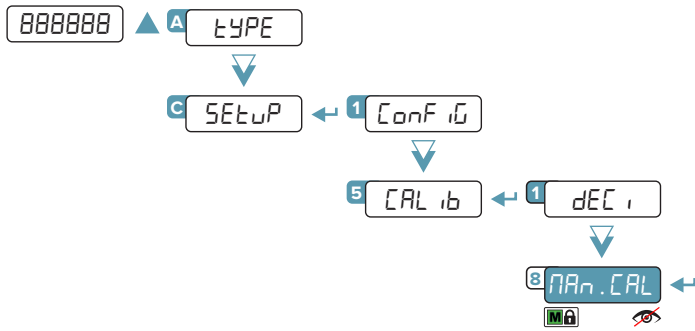 888888 A tYPE
C SEtuP 1 ConFiG
5 CALib 1 dECi
8 MAn.CAL
M